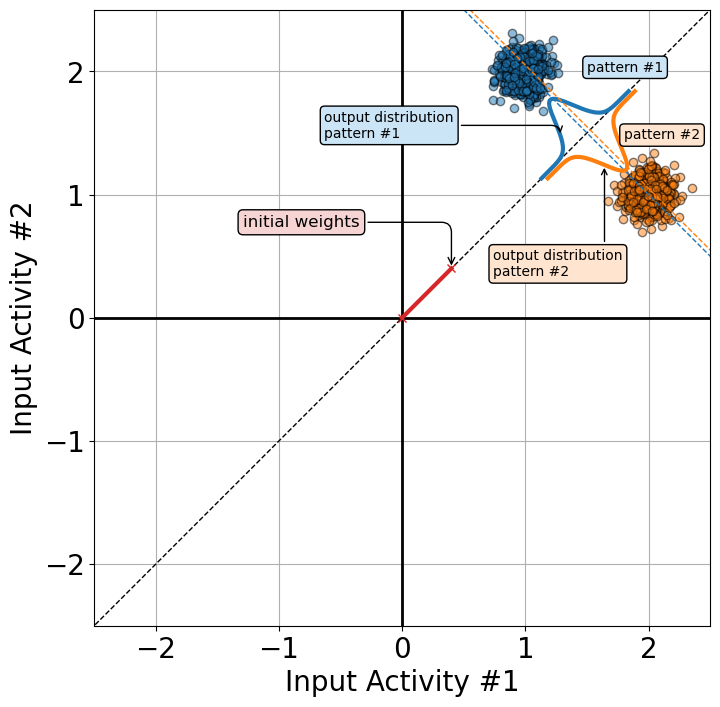 2
1
0
−1
−2
Input Activity #2
pattern #1
output distribution
pattern #1
pattern #2
initial weights
output distribution
pattern #2
−2
−1
0
1
2
Input Activity #1